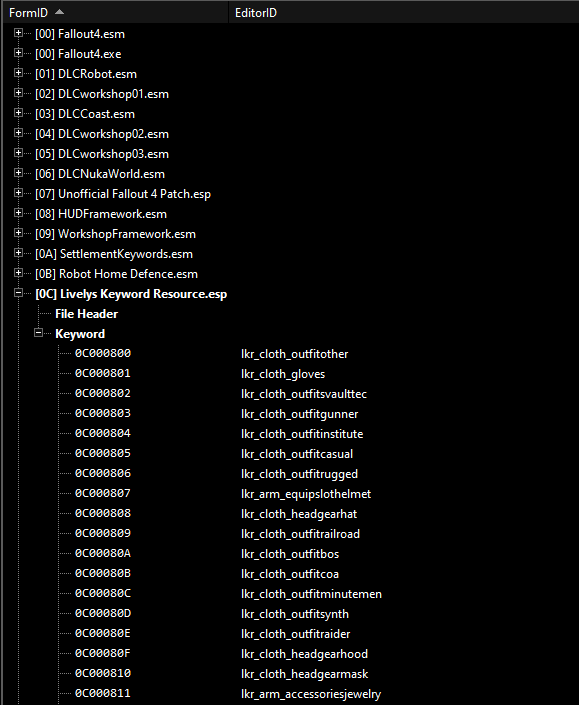 FormID EditorID
[00] Fallout4.esm
[00] Fallout4.exe
[01] DLCRobot.esm
[02] DLCworkshop01.esm
[03] DLCCoast.esm
[04] DLCworkshop02.esm
[05] DLCworkshop03.esm
[06] DLCNukaWorld.esm
[07] Unofficial Fallout 4 Patch.esp
[08] HUDFramework.esm
[09] WorkshopFramework.esm
[0A] SettlementKeywords.esm
[0B] Robot Home Defence.esm
[0C] Livelys Keyword Resource.esp
File Header
Keyword
0C000800 lkr_cloth_outfitother
0C000801 lkr_cloth_gloves
0C000802 lkr_cloth_outfitsvaulttec
0C000803 lkr_cloth_outfitgunner
0C000804 lkr_cloth_outfitinstitute
0C000805 lkr_cloth_outfitcasual
0C000806 lkr_cloth_outfitrugged
0C000807 lkr_arm_equipslothelmet
0C000808 lkr_cloth_headgearhat
0C000809 lkr_cloth_outfitrailroad
0C00080A lkr_cloth_outfitbos
0C00080B lkr_cloth_outfitcoa
0C00080C lkr_cloth_outfitminutemen
0C00080D lkr_cloth_outfitsynth
0C00080E lkr_cloth_outfitraider
0C00080F lkr_cloth_headgearhood
0C000810 lkr_cloth_headgearmask
0C000811 lkr_arm_accessoriesjewelry